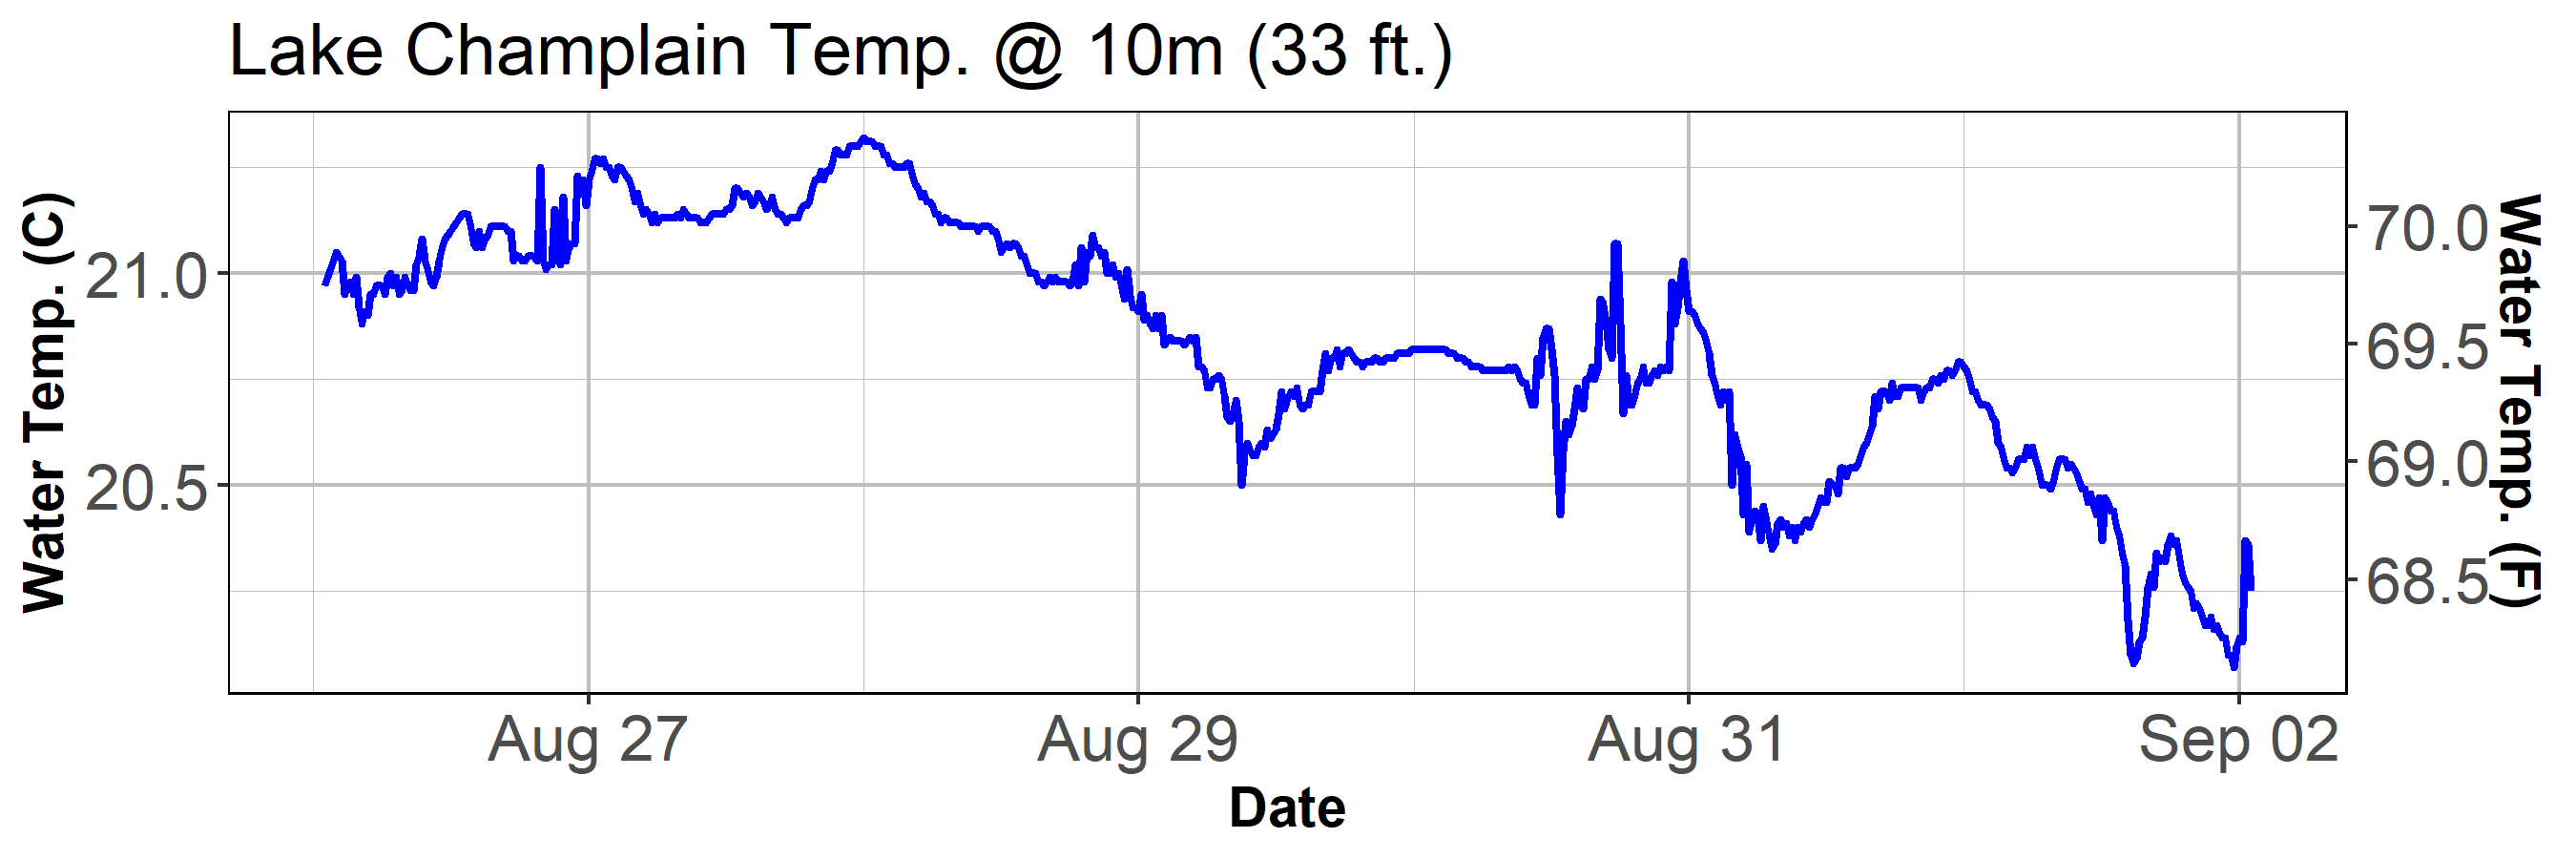 Lake Champlain Temp. @ 10m (33 ft.)
Water Temp. (C)
21.0
20.5
70.0
69.5
69.0
68.5
Water Temp. (F)
Aug 27
Aug 29
Aug 31
Sep 02
Date